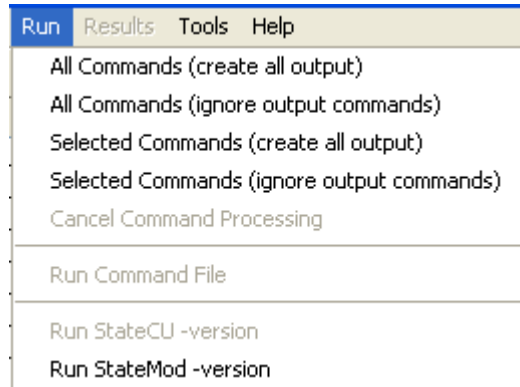 Run Results Tools Help
All Commands (create all output)
All Commands (ignore output commands)
Selected Commands (create all output)
Selected Commands (ignore output commands)
Cancel Command Processing
Run Command File
Run StateCU -version
Run StateMod -version